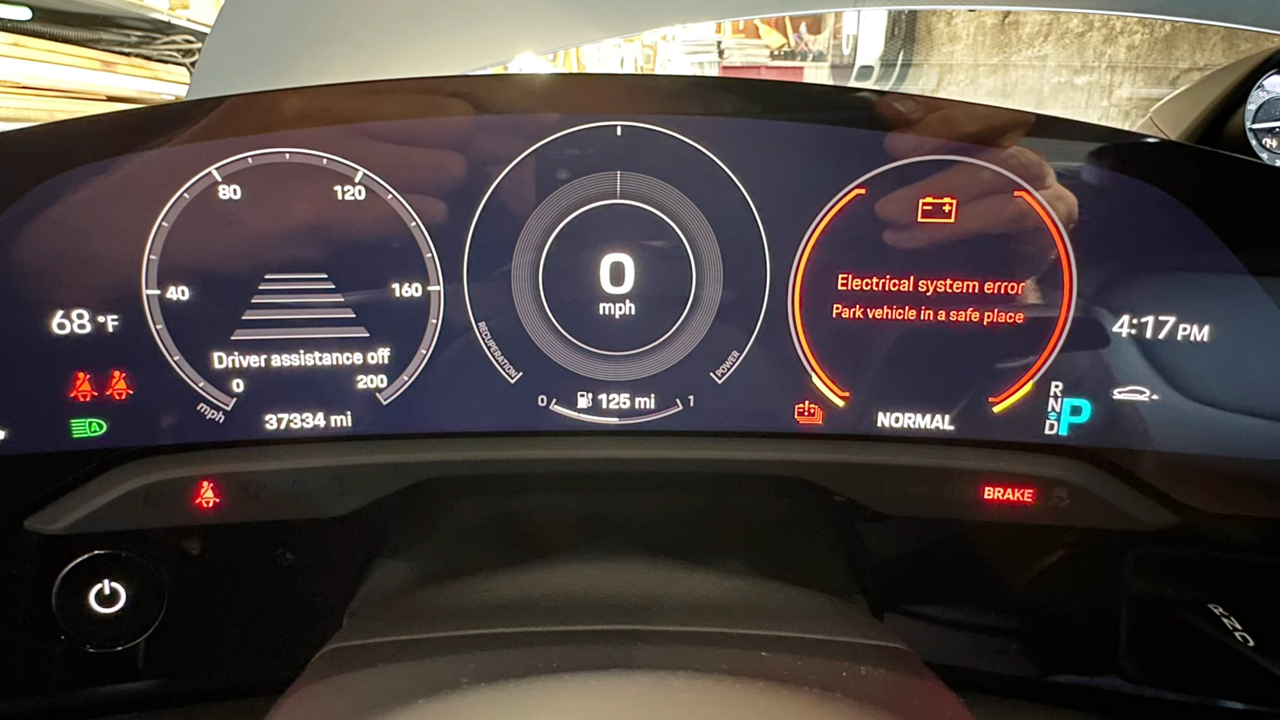 80
120
40
160
0
200
mph
Driver assistance off
37334 mi
68 °F
A
0
mph
RECUPERATION
POWER
0
125 mi
1
Electrical system error
Park vehicle in a safe place
NORMAL
4:17 PM
R
N
D
P
BRAKE
R N D